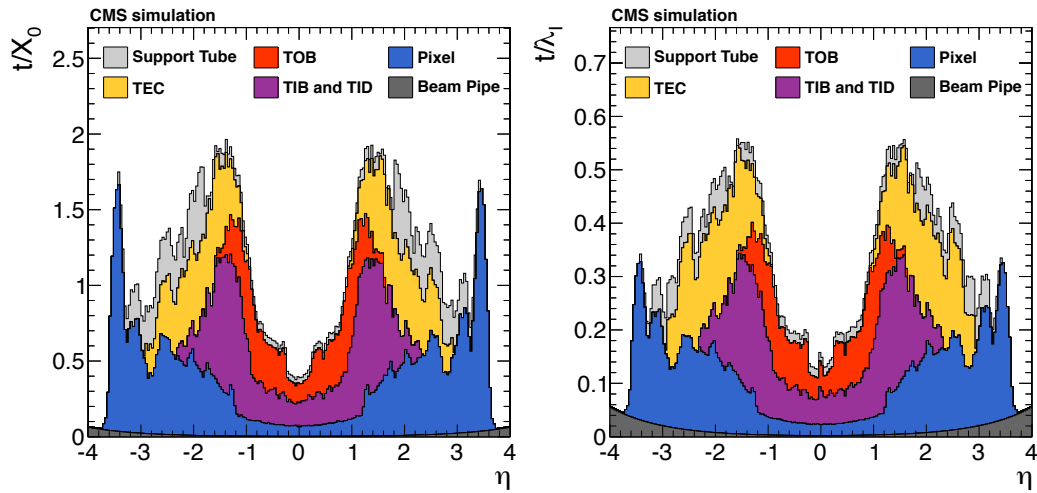 CMS simulation
t/X0
2.5
2
1.5
1
0.5
0
Support Tube
TOB
Pixel
TEC
TIB and TID
Beam Pipe
-4 -3 -2 -1 0 1 2 3 4
η
CMS simulation
t/λI
0.7
0.6
0.5
0.4
0.3
0.2
0.1
0
Support Tube
TOB
Pixel
TEC
TIB and TID
Beam Pipe
-4 -3 -2 -1 0 1 2 3 4
η